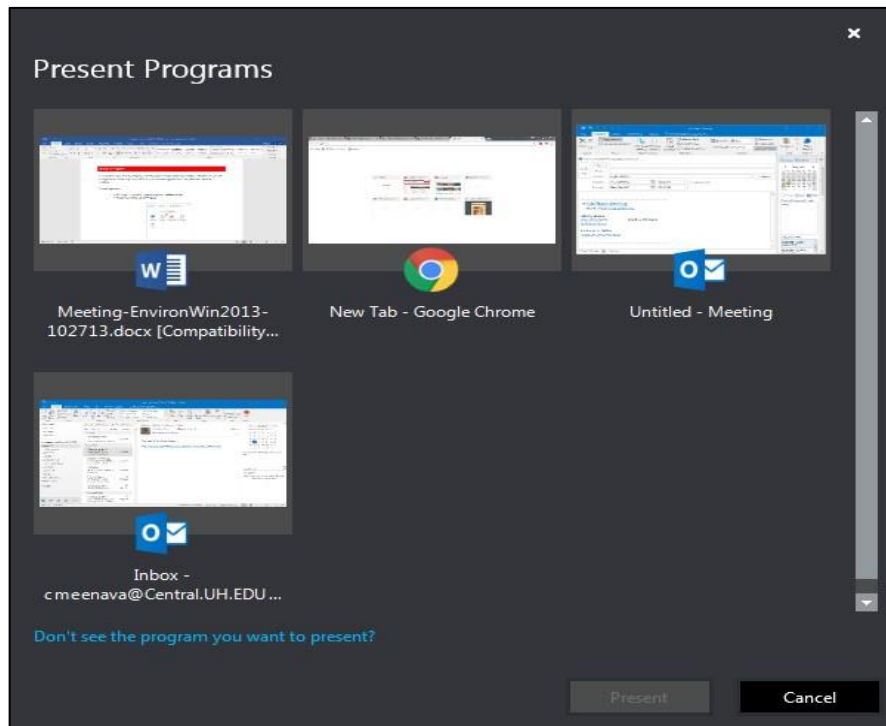 Present Programs
Meeting-EnvironWin2013-
102713.docx [Compatibility...
New Tab - Google Chrome
Untitled - Meeting
Inbox -
cmeenava@Central.UH.EDU ...
Don't see the program you want to present?
Present
Cancel